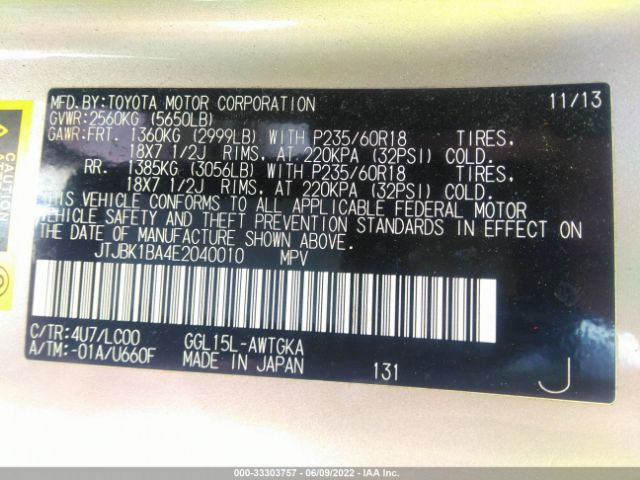 MFD.BY:TOYOTA MOTOR CORPORATION 11/13
GVWR:2560KG (5650LB)
GAWR:FRT. 1360KG (2999LB) WITH P235/60R18 TIRES,
18X7 1/2J RIMS, AT 220KPA (32PSI) COLD.
RR. 1385KG (3056LB) WITH P235/60R18 TIRES,
18X7 1/2J RIMS, AT 220KPA (32PSI) COLD.
THIS VEHICLE CONFORMS TO ALL APPLICABLE FEDERAL MOTOR
VEHICLE SAFETY AND THEFT PREVENTION STANDARDS IN EFFECT ON
THE DATE OF MANUFACTURE SHOWN ABOVE.
JTJBK1BA4E2040010 MPV
C/TR:4U7/LC00 GGL15L-AWTGKA
A/TM:-01A/U660F MADE IN JAPAN 131 J
000-33303757 - 06/09/2022 - IAA Inc.